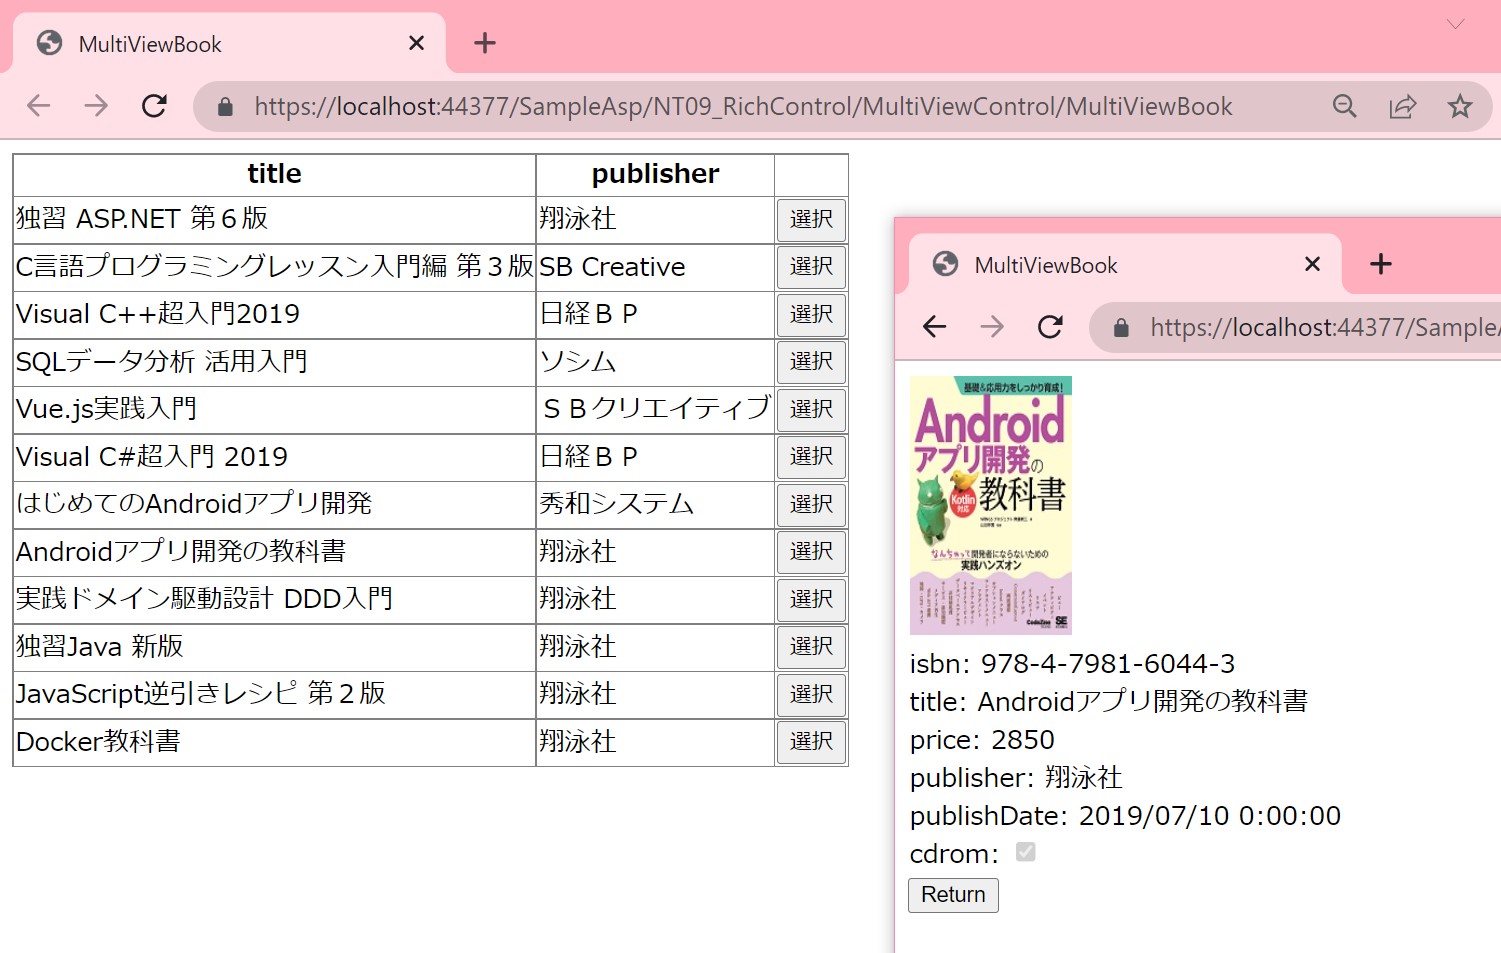 MultiViewBook
https://localhost:44377/SampleAsp/NT09_RichControl/MultiViewControl/MultiViewBook
title publisher
独習 ASP.NET 第６版 翔泳社 選択
C言語プログラミングレッスン入門編 第３版 SB Creative 選択
Visual C++超入門2019 日経ＢＰ 選択
SQLデータ分析 活用入門 ソシム 選択
Vue.js実践入門 ＳＢクリエイティブ 選択
Visual C#超入門 2019 日経ＢＰ 選択
はじめてのAndroidアプリ開発 秀和システム 選択
Androidアプリ開発の教科書 翔泳社 選択
実践ドメイン駆動設計 DDD入門 翔泳社 選択
独習Java 新版 翔泳社 選択
JavaScript逆引きレシピ 第２版 翔泳社 選択
Docker教科書 翔泳社 選択
MultiViewBook
https://localhost:44377/Sample
基礎&応用力をしっかり育成!
Android
アプリ開発の
教科書
Kotlin
対応
なんちゃって開発者にならないための
実践ハンズオン
CodeZine
SE
isbn: 978-4-7981-6044-3
title: Androidアプリ開発の教科書
price: 2850
publisher: 翔泳社
publishDate: 2019/07/10 0:00:00
cdrom:
Return